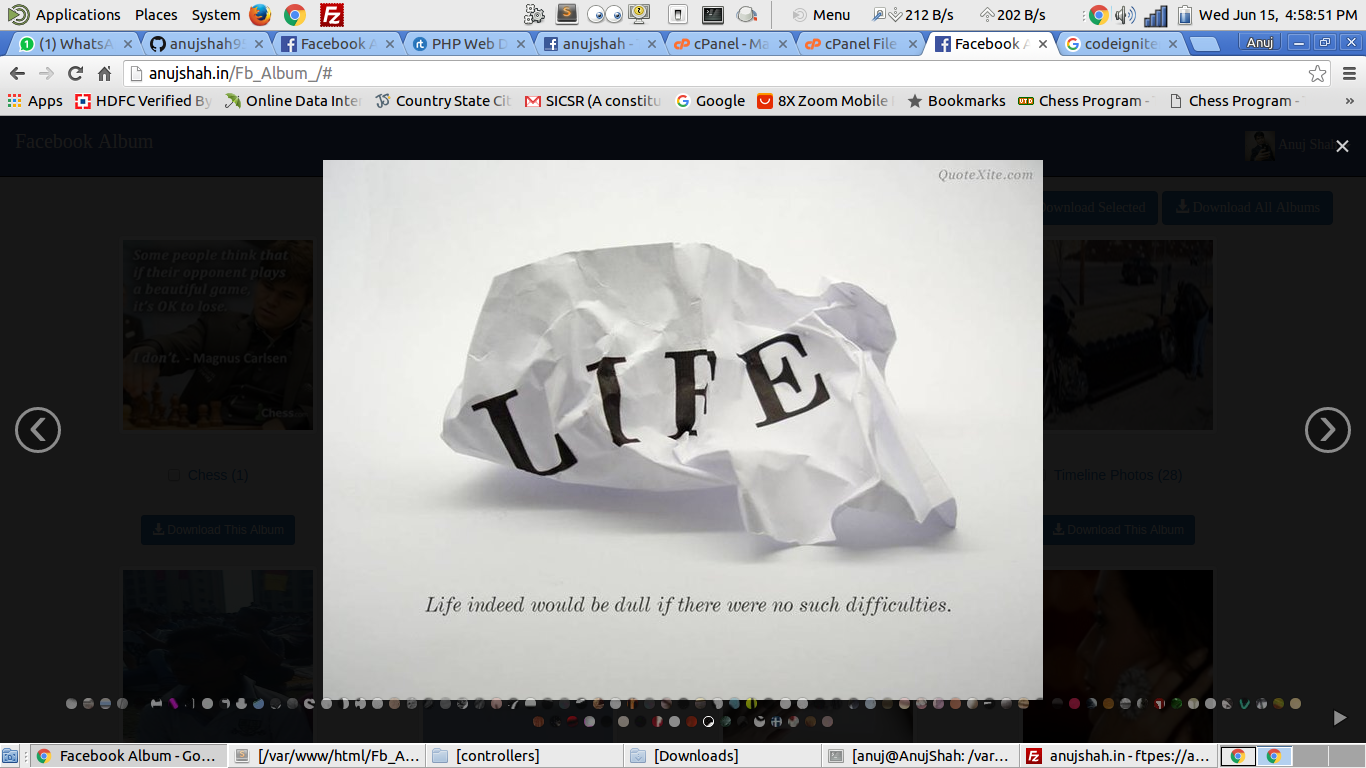 Applications Places System
Menu 212 B/s 202 B/s Wed Jun 15, 4:58:51 PM
(1) WhatsA anujshah95 Facebook A PHP Web D anujshah - cPanel - Ma cPanel File Facebook A codeignite Anuj
anujshah.in/Fb_Album_/#
Apps HDFC Verified By Online Data Inte Country State Cit SICSR (A constitu Google 8X Zoom Mobile Bookmarks Chess Program - Chess Program - »
Facebook Album Anuj Shah
QuoteXite.com
Download Selected Download All Albums
Some people think that
if their opponent plays
a beautiful game,
it's OK to lose.
I don't. - Magnus Carlsen
Chess
LIFE
Chess (1) Timeline Photos (28)
Download This Album Download This Album
Life indeed would be dull if there were no such difficulties.
Facebook Album - Go... [/var/www/html/Fb_A... [controllers] [Downloads] [anuj@AnujShah: /var... anujshah.in - ftpes://a...